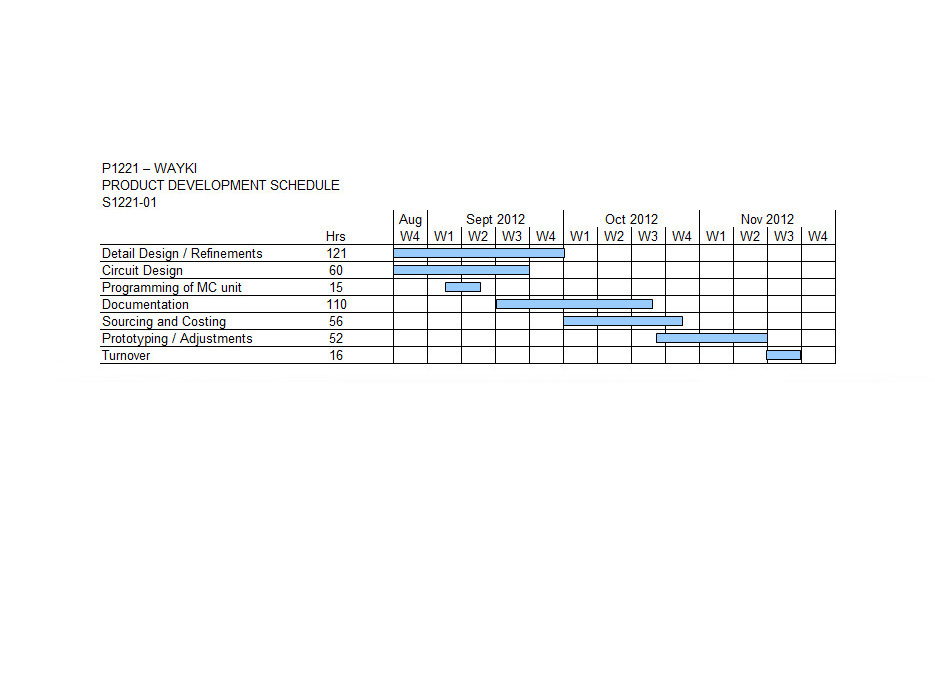 P1221 – WAYKI
PRODUCT DEVELOPMENT SCHEDULE
S1221-01
Aug Sept 2012 Oct 2012 Nov 2012
Hrs W4 W1 W2 W3 W4 W1 W2 W3 W4 W1 W2 W3 W4
Detail Design / Refinements 121
Circuit Design 60
Programming of MC unit 15
Documentation 110
Sourcing and Costing 56
Prototyping / Adjustments 52
Turnover 16